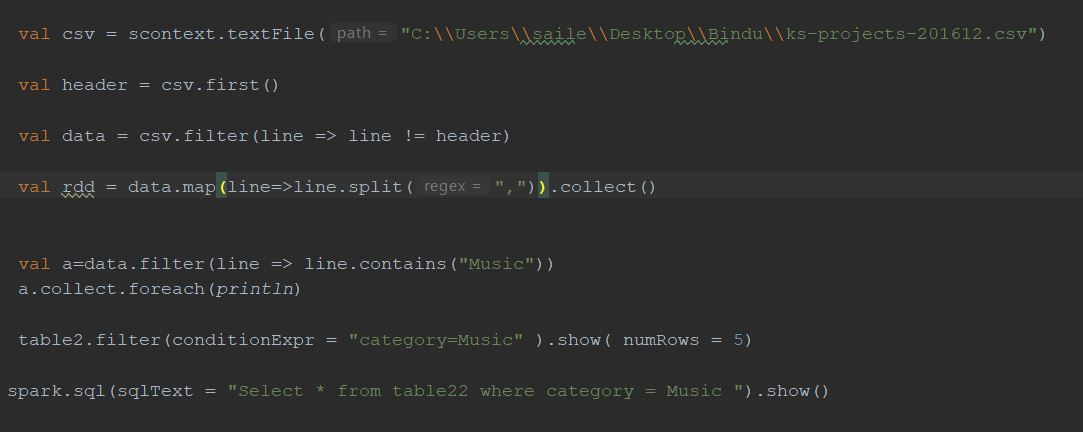 val csv = scontext.textFile( path = "C:\\Users\\saile\\Desktop\\Bindu\\ks-projects-201612.csv")
val header = csv.first()
val data = csv.filter(line => line != header)
val rdd = data.map(line=>line.split( regex = ",")).collect()
val a=data.filter(line => line.contains("Music"))
a.collect.foreach(println)
table2.filter(conditionExpr = "category=Music" ).show( numRows = 5)
spark.sql(sqlText = "Select * from table22 where category = Music ").show()